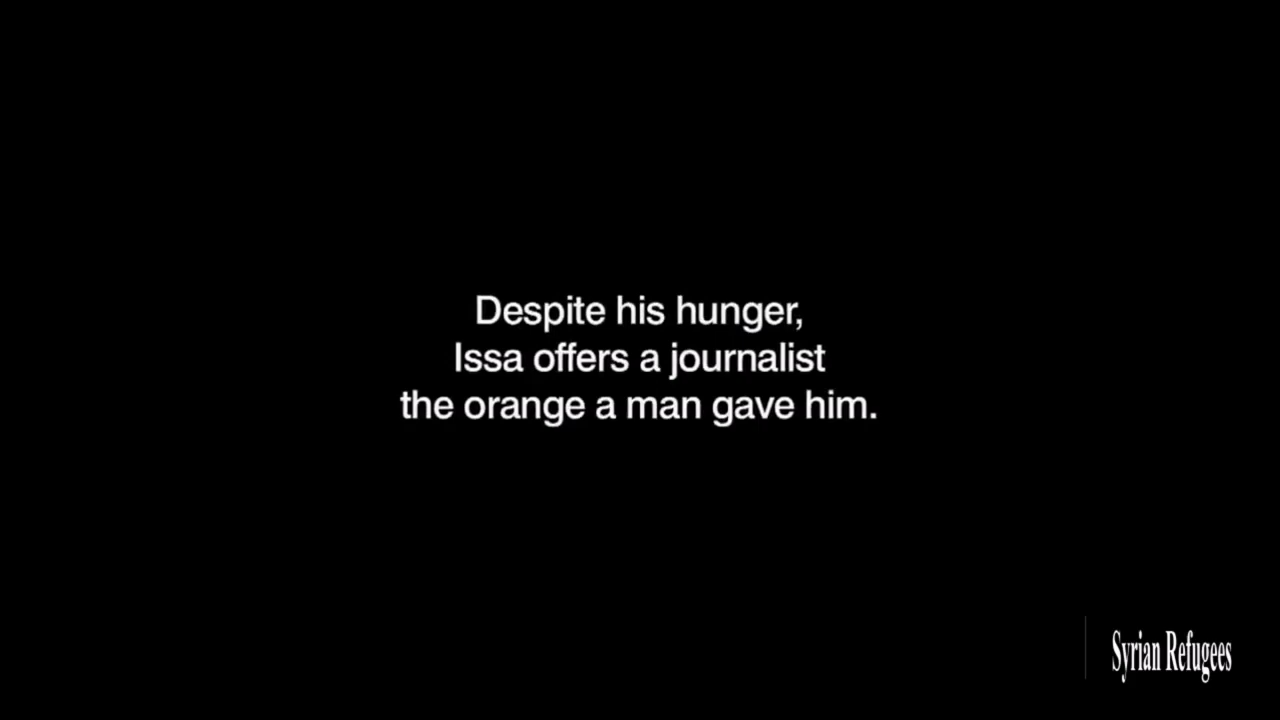 Despite his hunger,
Issa offers a journalist
the orange a man gave him.
Syrian Refugees